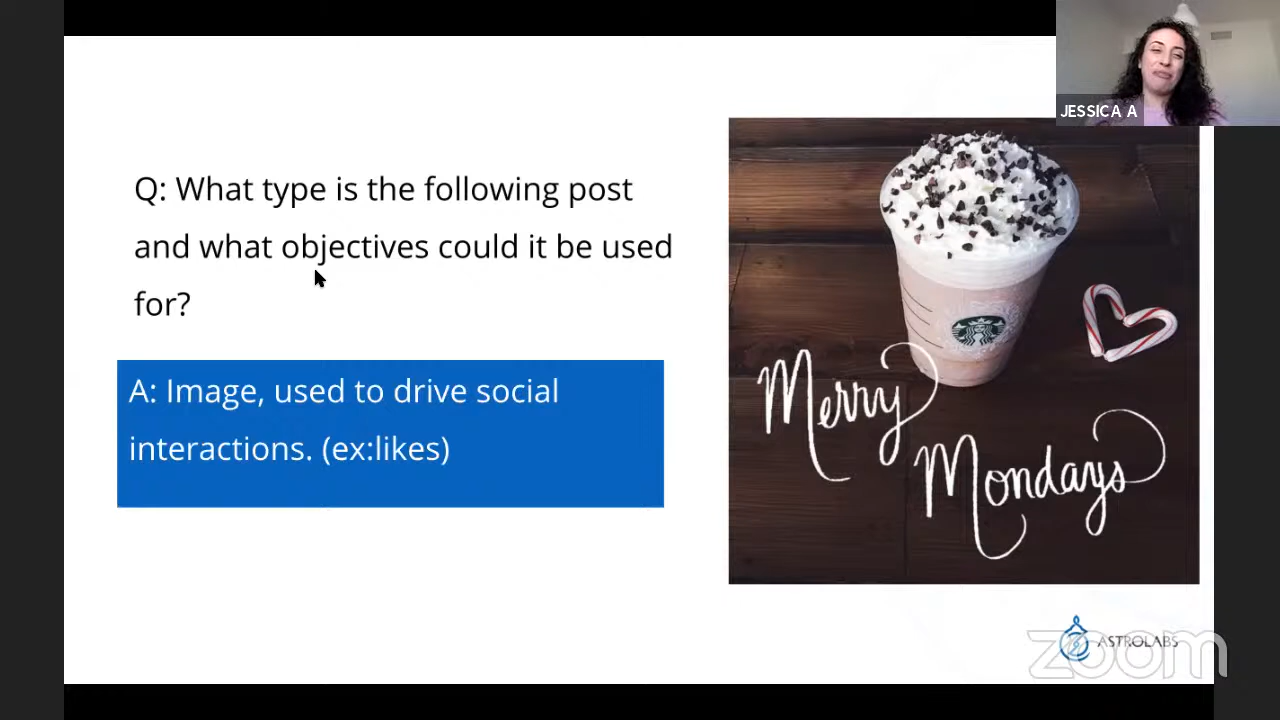 JESSICA A
Q: What type is the following post
and what objectives could it be used
for?
A: Image, used to drive social
interactions. (ex:likes)
Merry
Mondays
ASTROLABS
zoom